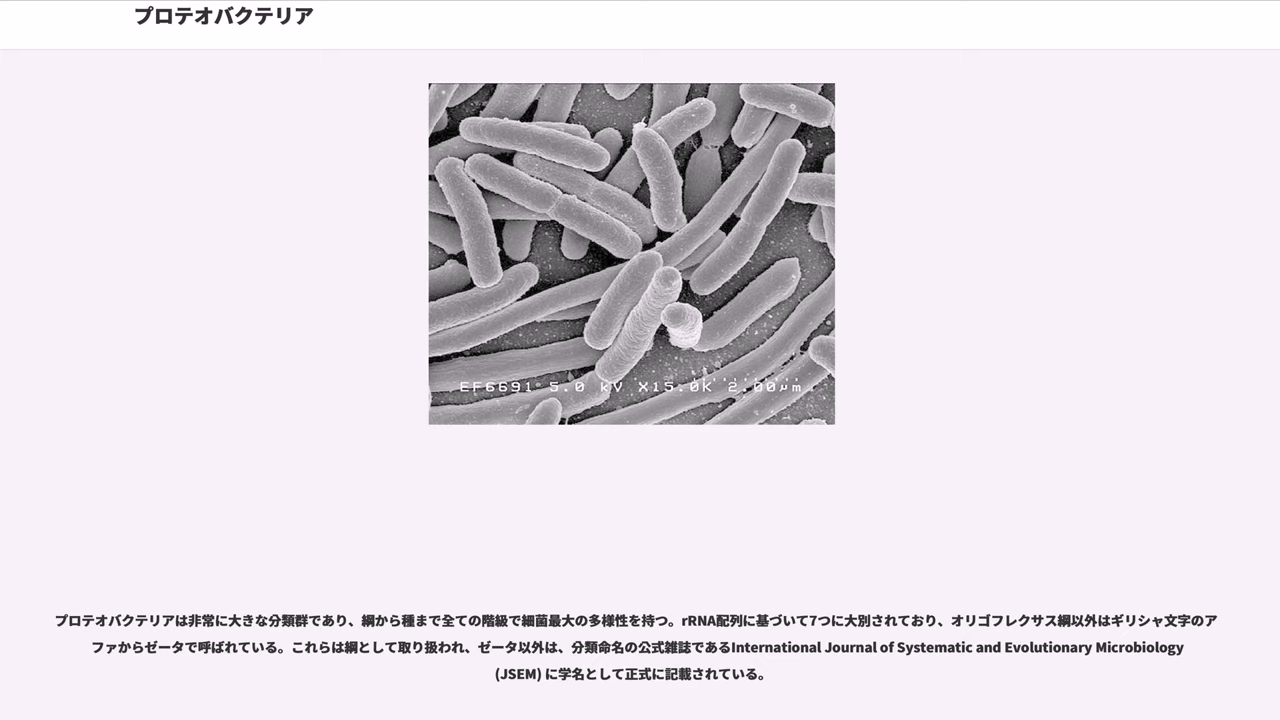 プロテオバクテリア
EF6691 5.0 kV X15.0K 2.00µm
プロテオバクテリアは非常に大きな分類群であり、綱から種まで全ての階級で細菌最大の多様性を持つ。rRNA配列に基づいて7つに大別されており、オリゴフレクサス綱以外はギリシャ文字のア
ファからゼータで呼ばれている。これらは綱として取り扱われ、ゼータ以外は、分類命名の公式雑誌であるInternational Journal of Systematic and Evolutionary Microbiology
(JSEM) に学名として正式に記載されている。